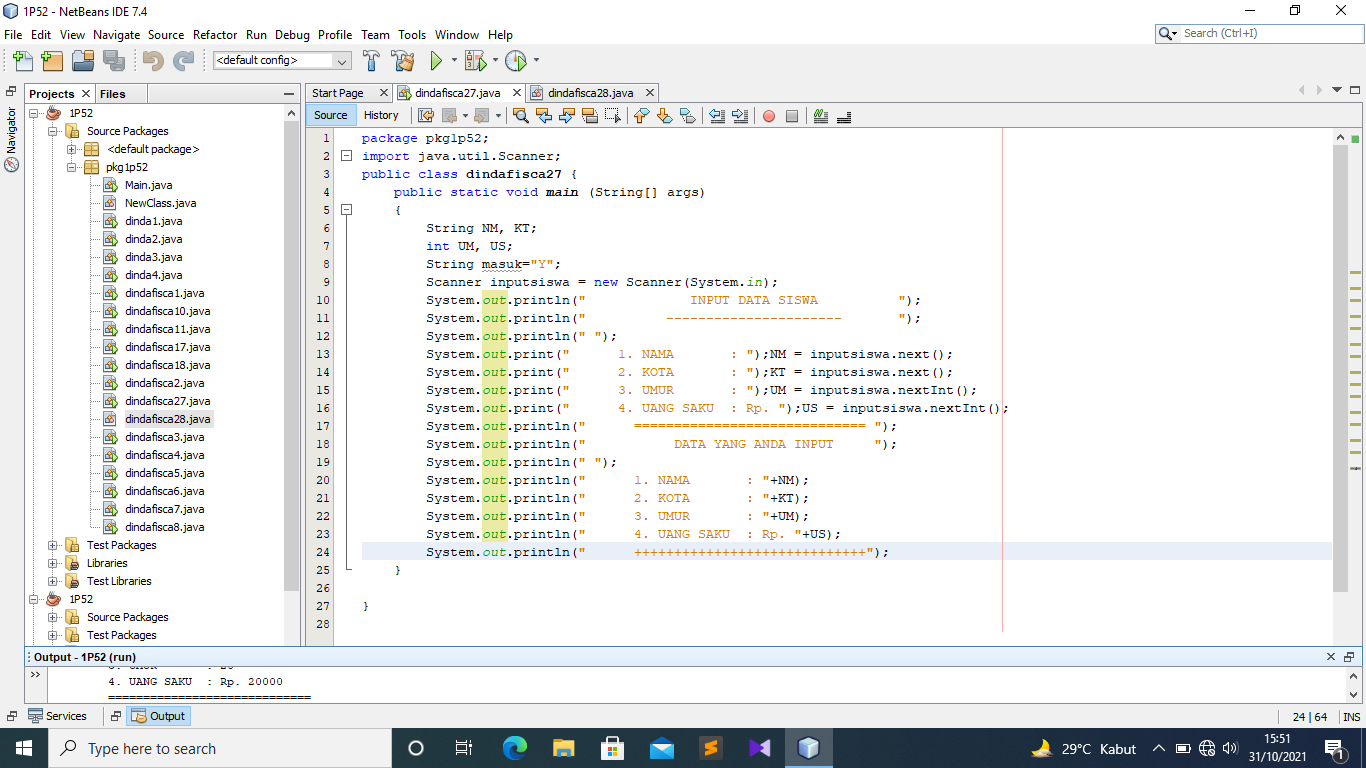 1P52 - NetBeans IDE 7.4
File Edit View Navigate Source Refactor Run Debug Profile Team Tools Window Help
Search (Ctrl+I)
<default config>
Navigator
Projects Files
1P52
Source Packages
<default package>
pkg1p52
Main.java
NewClass.java
dinda1.java
dinda2.java
dinda3.java
dinda4.java
dindafisca1.java
dindafisca10.java
dindafisca11.java
dindafisca17.java
dindafisca18.java
dindafisca2.java
dindafisca27.java
dindafisca28.java
dindafisca3.java
dindafisca4.java
dindafisca5.java
dindafisca6.java
dindafisca7.java
dindafisca8.java
Test Packages
Libraries
Test Libraries
1P52
Source Packages
Test Packages
Start Page dindafisca27.java dindafisca28.java
Source History
1 package pkg1p52;
2 import java.util.Scanner;
3 public class dindafisca27 {
4 public static void main (String[] args)
5 {
6 String NM, KT;
7 int UM, US;
8 String masuk="Y";
9 Scanner inputsiswa = new Scanner(System.in);
10 System.out.println("             INPUT DATA SISWA          ");
11 System.out.println("          ----------------------       ");
12 System.out.println(" ");
13 System.out.print("      1. NAMA       : ");NM = inputsiswa.next();
14 System.out.print("      2. KOTA       : ");KT = inputsiswa.next();
15 System.out.print("      3. UMUR       : ");UM = inputsiswa.nextInt();
16 System.out.print("      4. UANG SAKU  : Rp. ");US = inputsiswa.nextInt();
17 System.out.println("      ============================= ");
18 System.out.println("           DATA YANG ANDA INPUT     ");
19 System.out.println(" ");
20 System.out.println("      1. NAMA       : "+NM);
21 System.out.println("      2. KOTA       : "+KT);
22 System.out.println("      3. UMUR       : "+UM);
23 System.out.println("      4. UANG SAKU  : Rp. "+US);
24 System.out.println("      +++++++++++++++++++++++++++++");
25 }
26
27 }
28
Output - 1P52 (run)
4. UANG SAKU  : Rp. 20000
=============================
Services Output
24 | 64 INS
Type here to search
29°C Kabut
15:51
31/10/2021
1